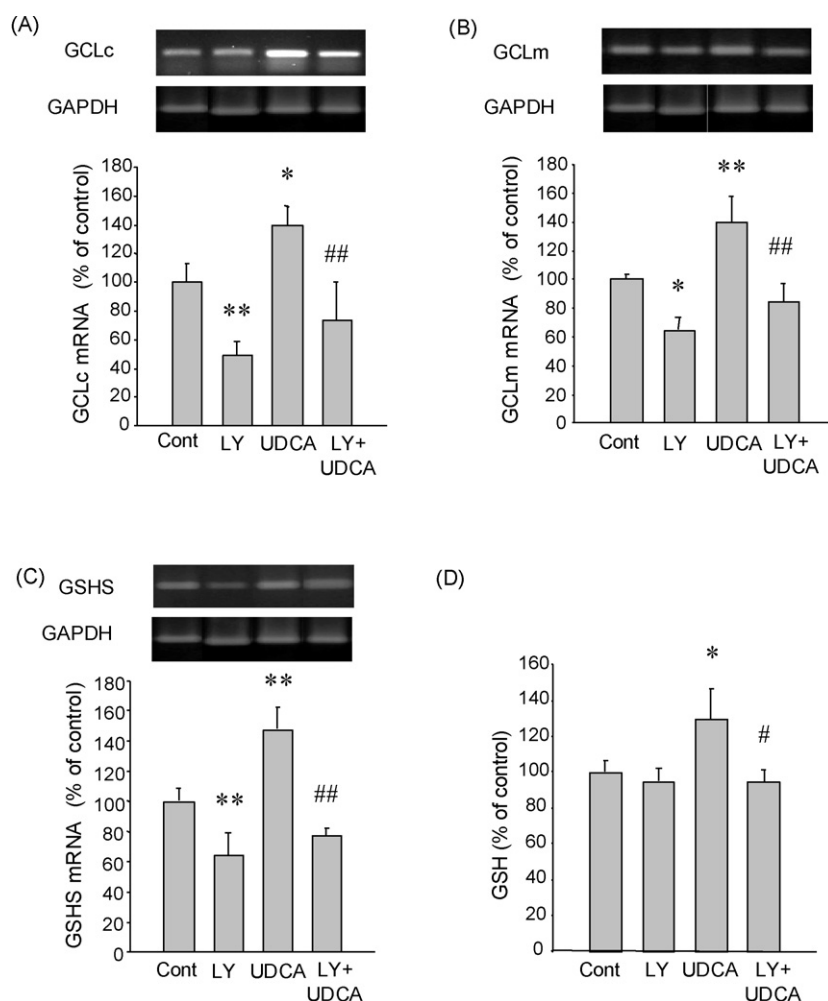 (A)
GCLc
GAPDH
GCLc mRNA (% of control)
180
160
140
120
100
80
60
40
20
0
**
*
##
Cont LY UDCA LY+
UDCA
(B)
GCLm
GAPDH
GCLm mRNA (% of control)
180
160
140
120
100
80
60
40
20
0
*
**
##
Cont LY UDCA LY+
UDCA
(C)
GSHS
GAPDH
GSHS mRNA (% of control)
180
160
140
120
100
80
60
40
20
0
**
**
##
Cont LY UDCA LY+
UDCA
(D)
GSH (% of control)
160
140
120
100
80
60
40
20
0
*
#
Cont LY UDCA LY+
UDCA